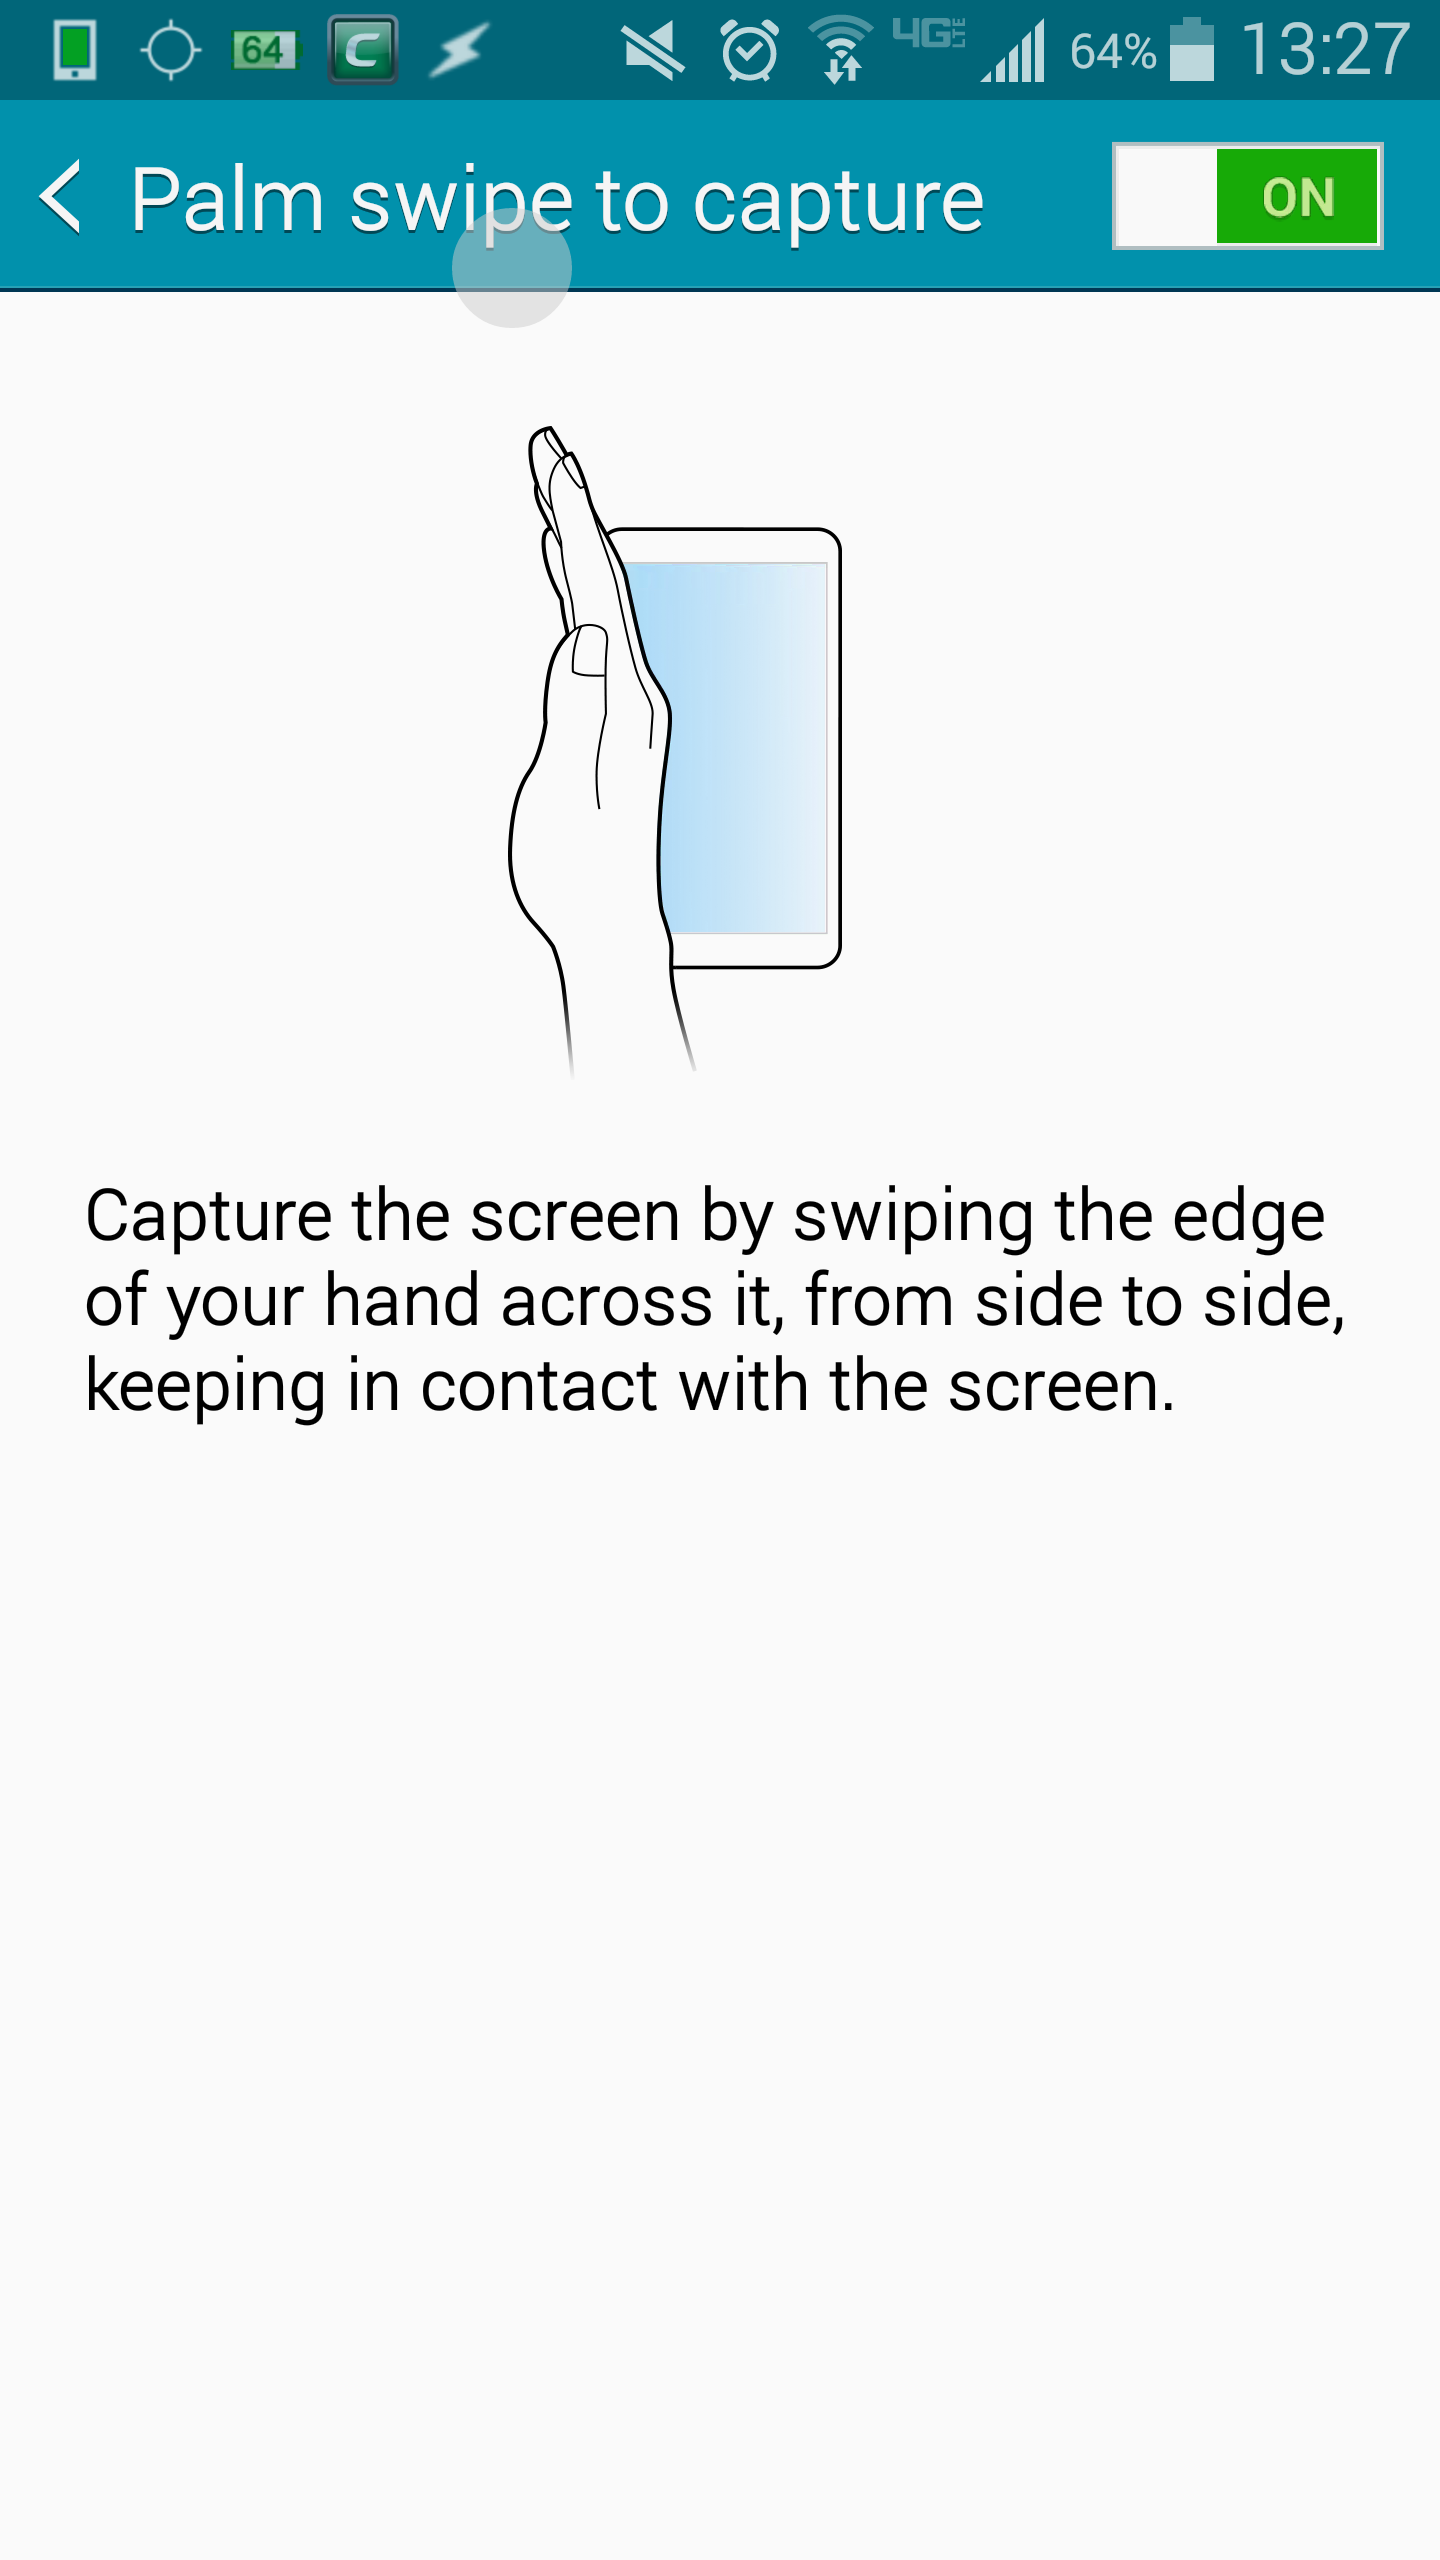 64 C 4G LTE 64% 13:27
Palm swipe to capture ON
Capture the screen by swiping the edge
of your hand across it, from side to side,
keeping in contact with the screen.